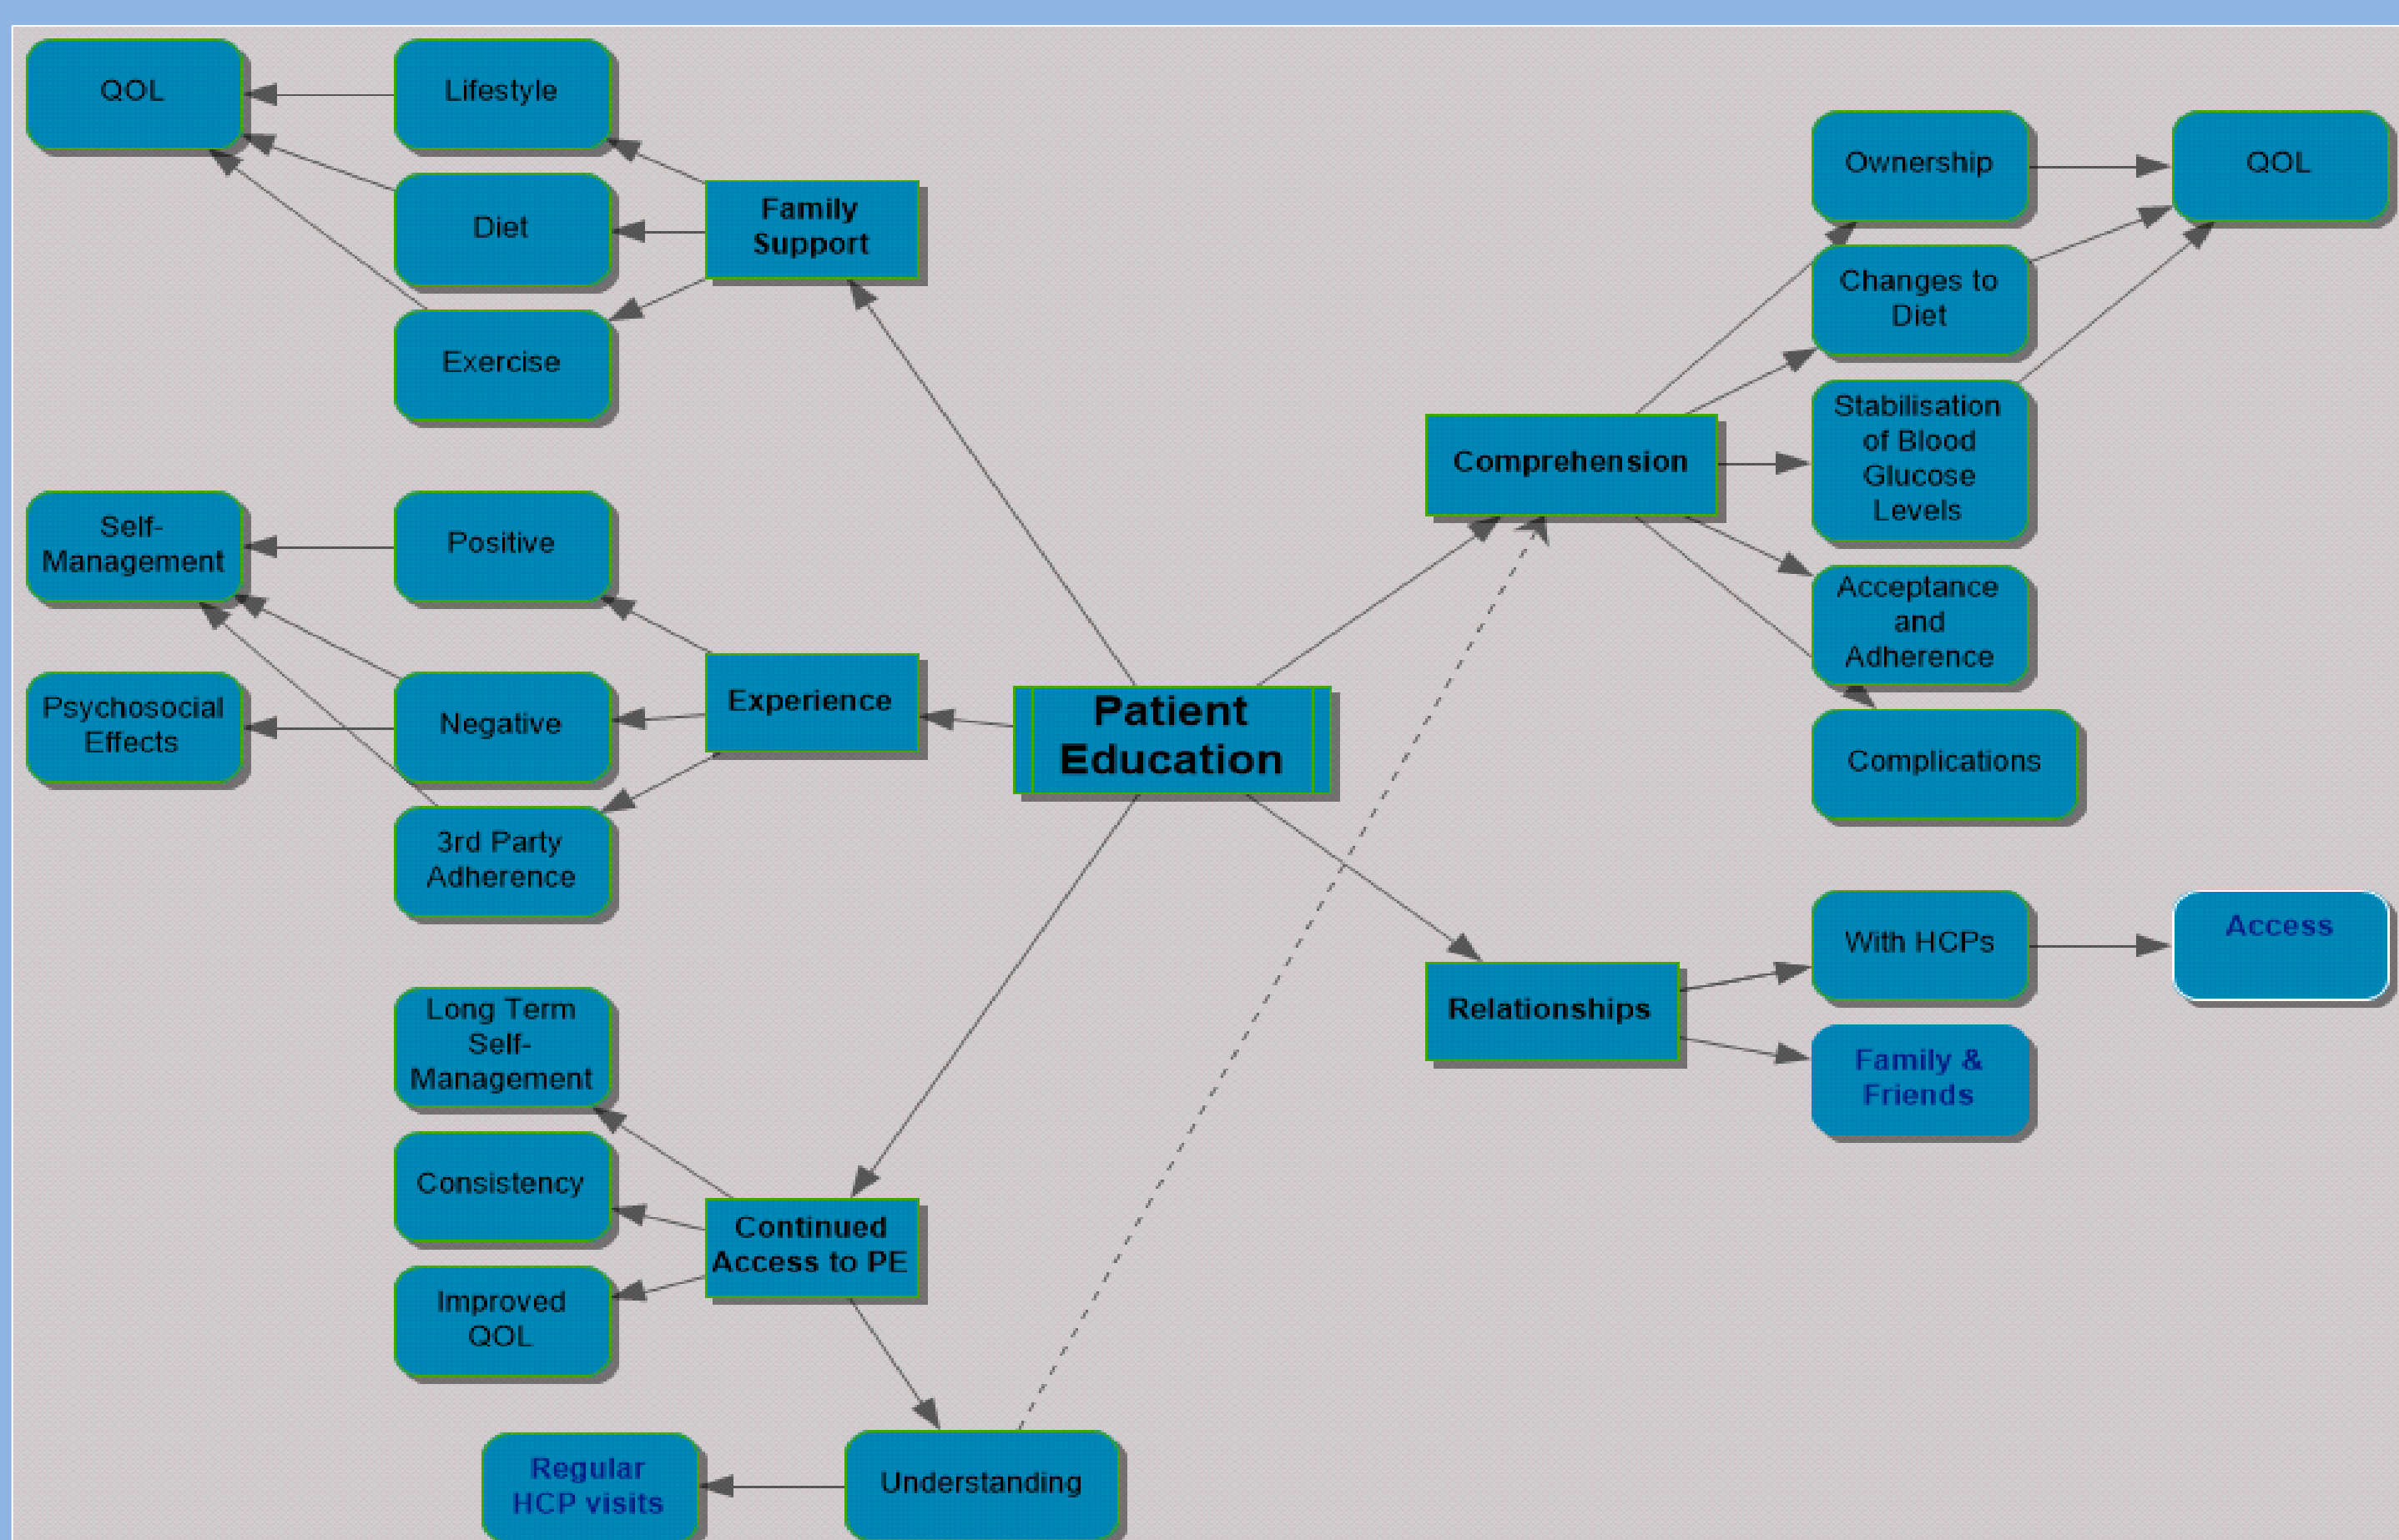 QOL
Lifestyle
Diet
Exercise
Family
Support
Self-
Management
Positive
Psychosocial
Effects
Negative
3rd Party
Adherence
Experience
Patient
Education
Long Term
Self-
Management
Consistency
Improved
QOL
Continued
Access to PE
Regular
HCP visits
Understanding
Comprehension
Ownership
QOL
Changes to
Diet
Stabilisation
of Blood
Glucose
Levels
Acceptance
and
Adherence
Complications
Relationships
With HCPs
Access
Family &
Friends